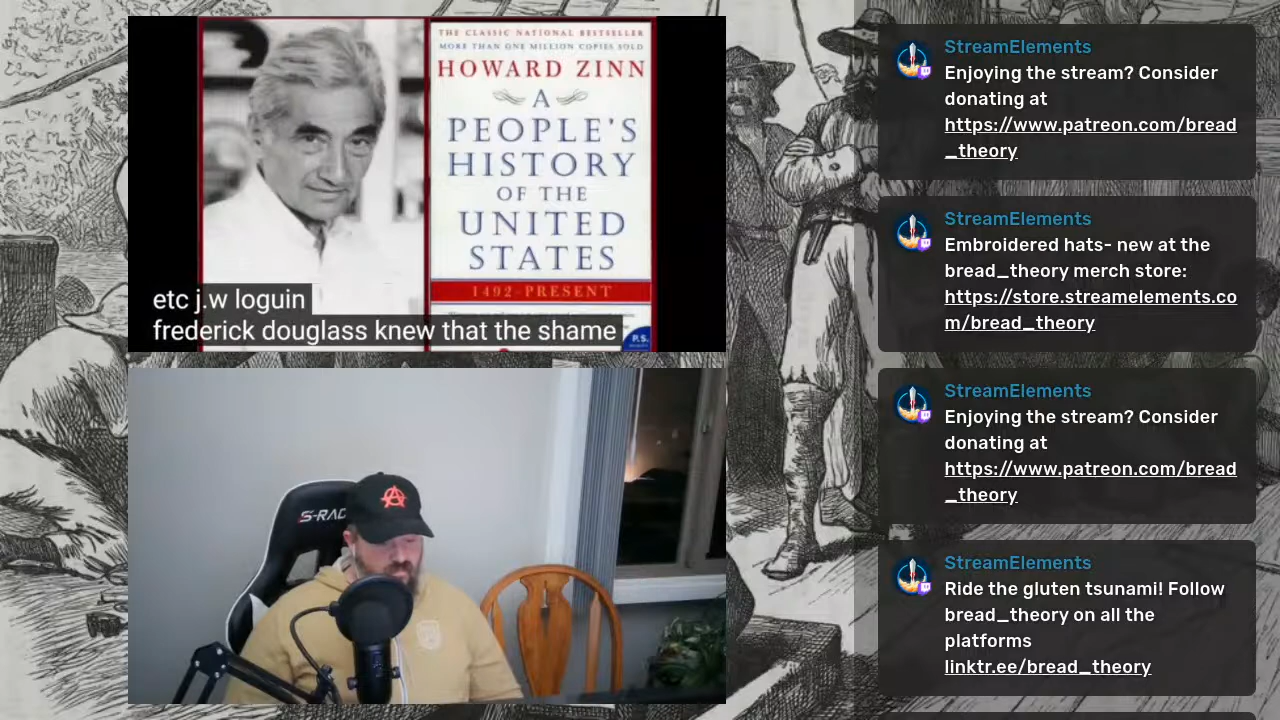 THE CLASSIC NATIONAL BESTSELLER
MORE THAN ONE MILLION COPIES SOLD
HOWARD ZINN
A
PEOPLE'S
HISTORY
OF THE
UNITED
STATES
1492-PRESENT
P.S.
etc j.w loguin
frederick douglass knew that the shame
S-RAC
StreamElements
Enjoying the stream? Consider
donating at
https://www.patreon.com/bread
_theory
StreamElements
Embroidered hats- new at the
bread_theory merch store:
https://store.streamelements.co
m/bread_theory
StreamElements
Enjoying the stream? Consider
donating at
https://www.patreon.com/bread
_theory
StreamElements
Ride the gluten tsunami! Follow
bread_theory on all the
platforms
linktr.ee/bread_theory